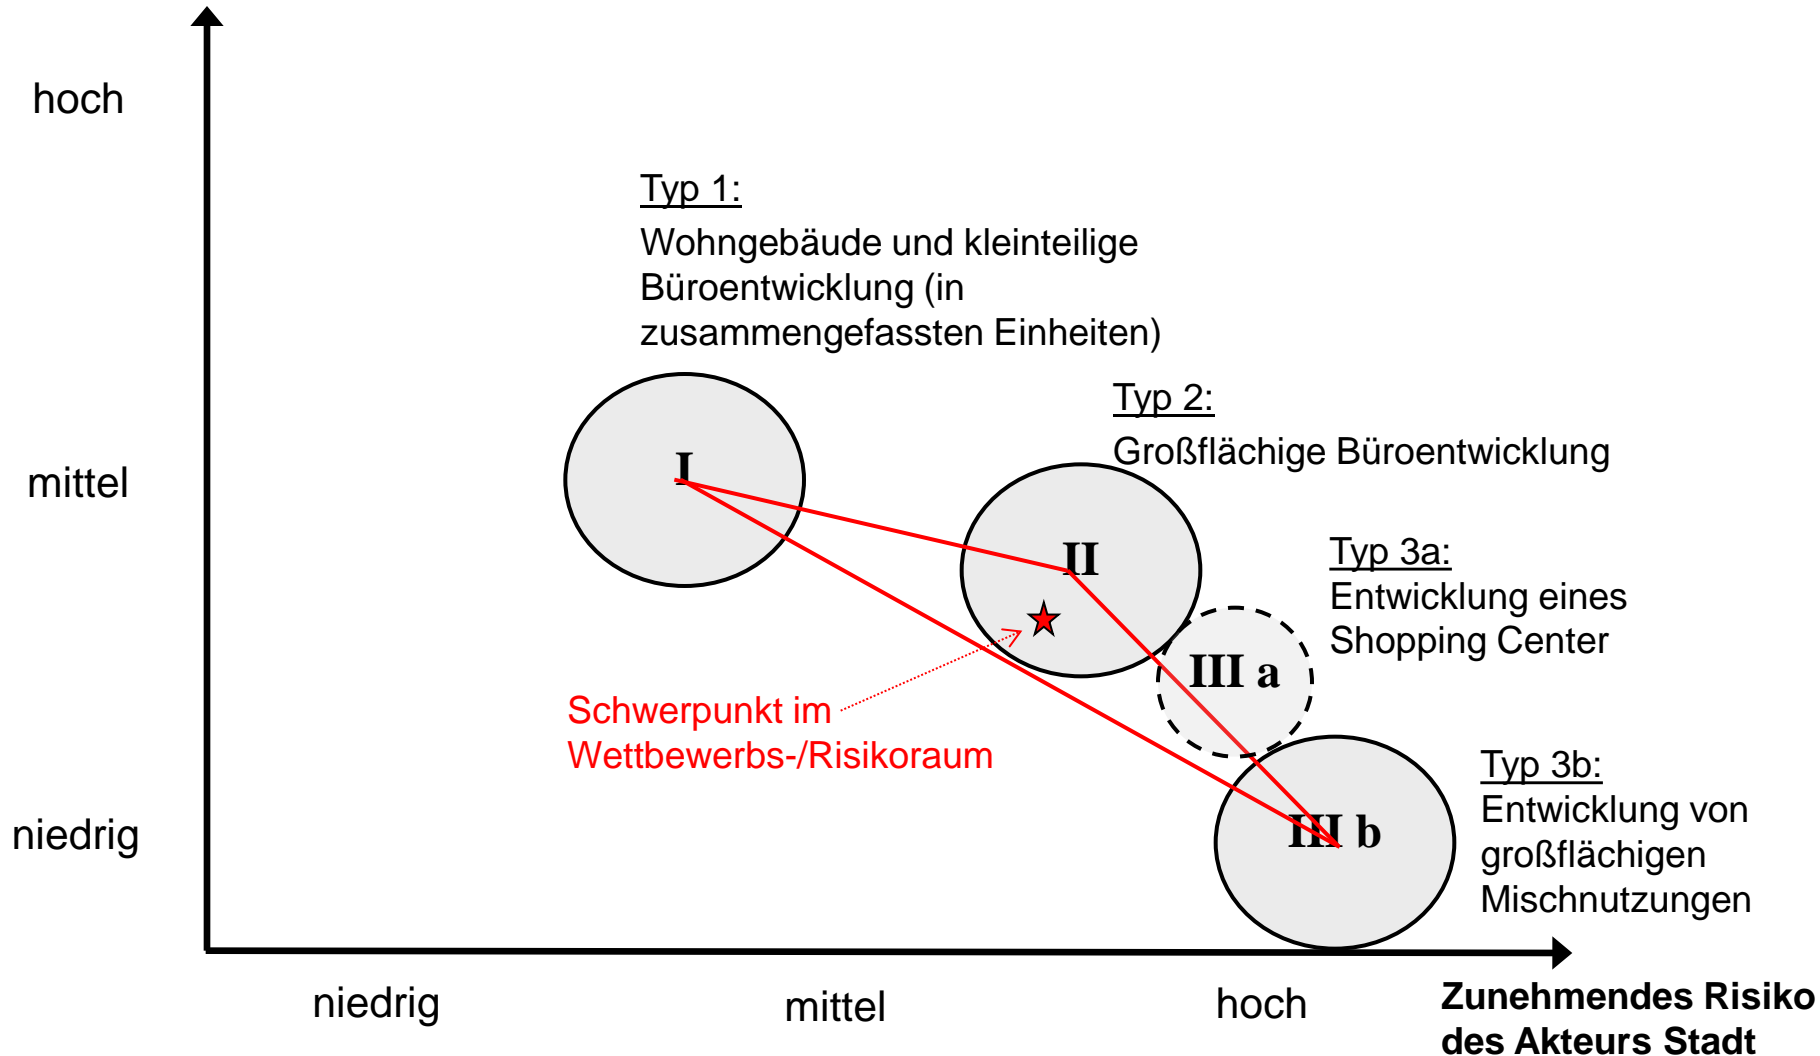 hoch
Typ 1:
Wohngebäude und kleinteilige
Büroentwicklung (in
zusammengefassten Einheiten)
Typ 2:
Großflächige Büroentwicklung
mittel
I
II
Typ 3a:
Entwicklung eines
Shopping Center
III a
Schwerpunkt im
Wettbewerbs-/Risikoraum
Typ 3b:
Entwicklung von
großflächigen
Mischnutzungen
niedrig
III b
niedrig
mittel
hoch
Zunehmendes Risiko
des Akteurs Stadt